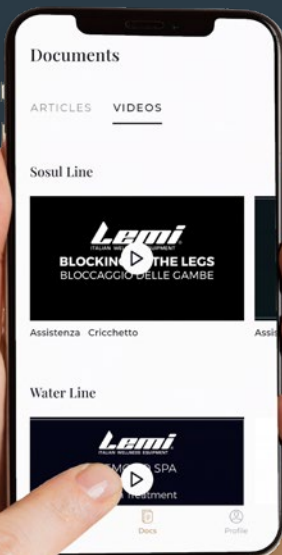 Documents
ARTICLES VIDEOS
Sosul Line
Lemi
ITALIAN WELLNESS EQUIPMENT
THE LEGS
BLOCCAGGIO DELLE GAMBE
Assistenza Cricchetto
Water Line
Lemi
ITALIAN WELLNESS EQUIPMENT
SPA
Treatment
Docs
Profile